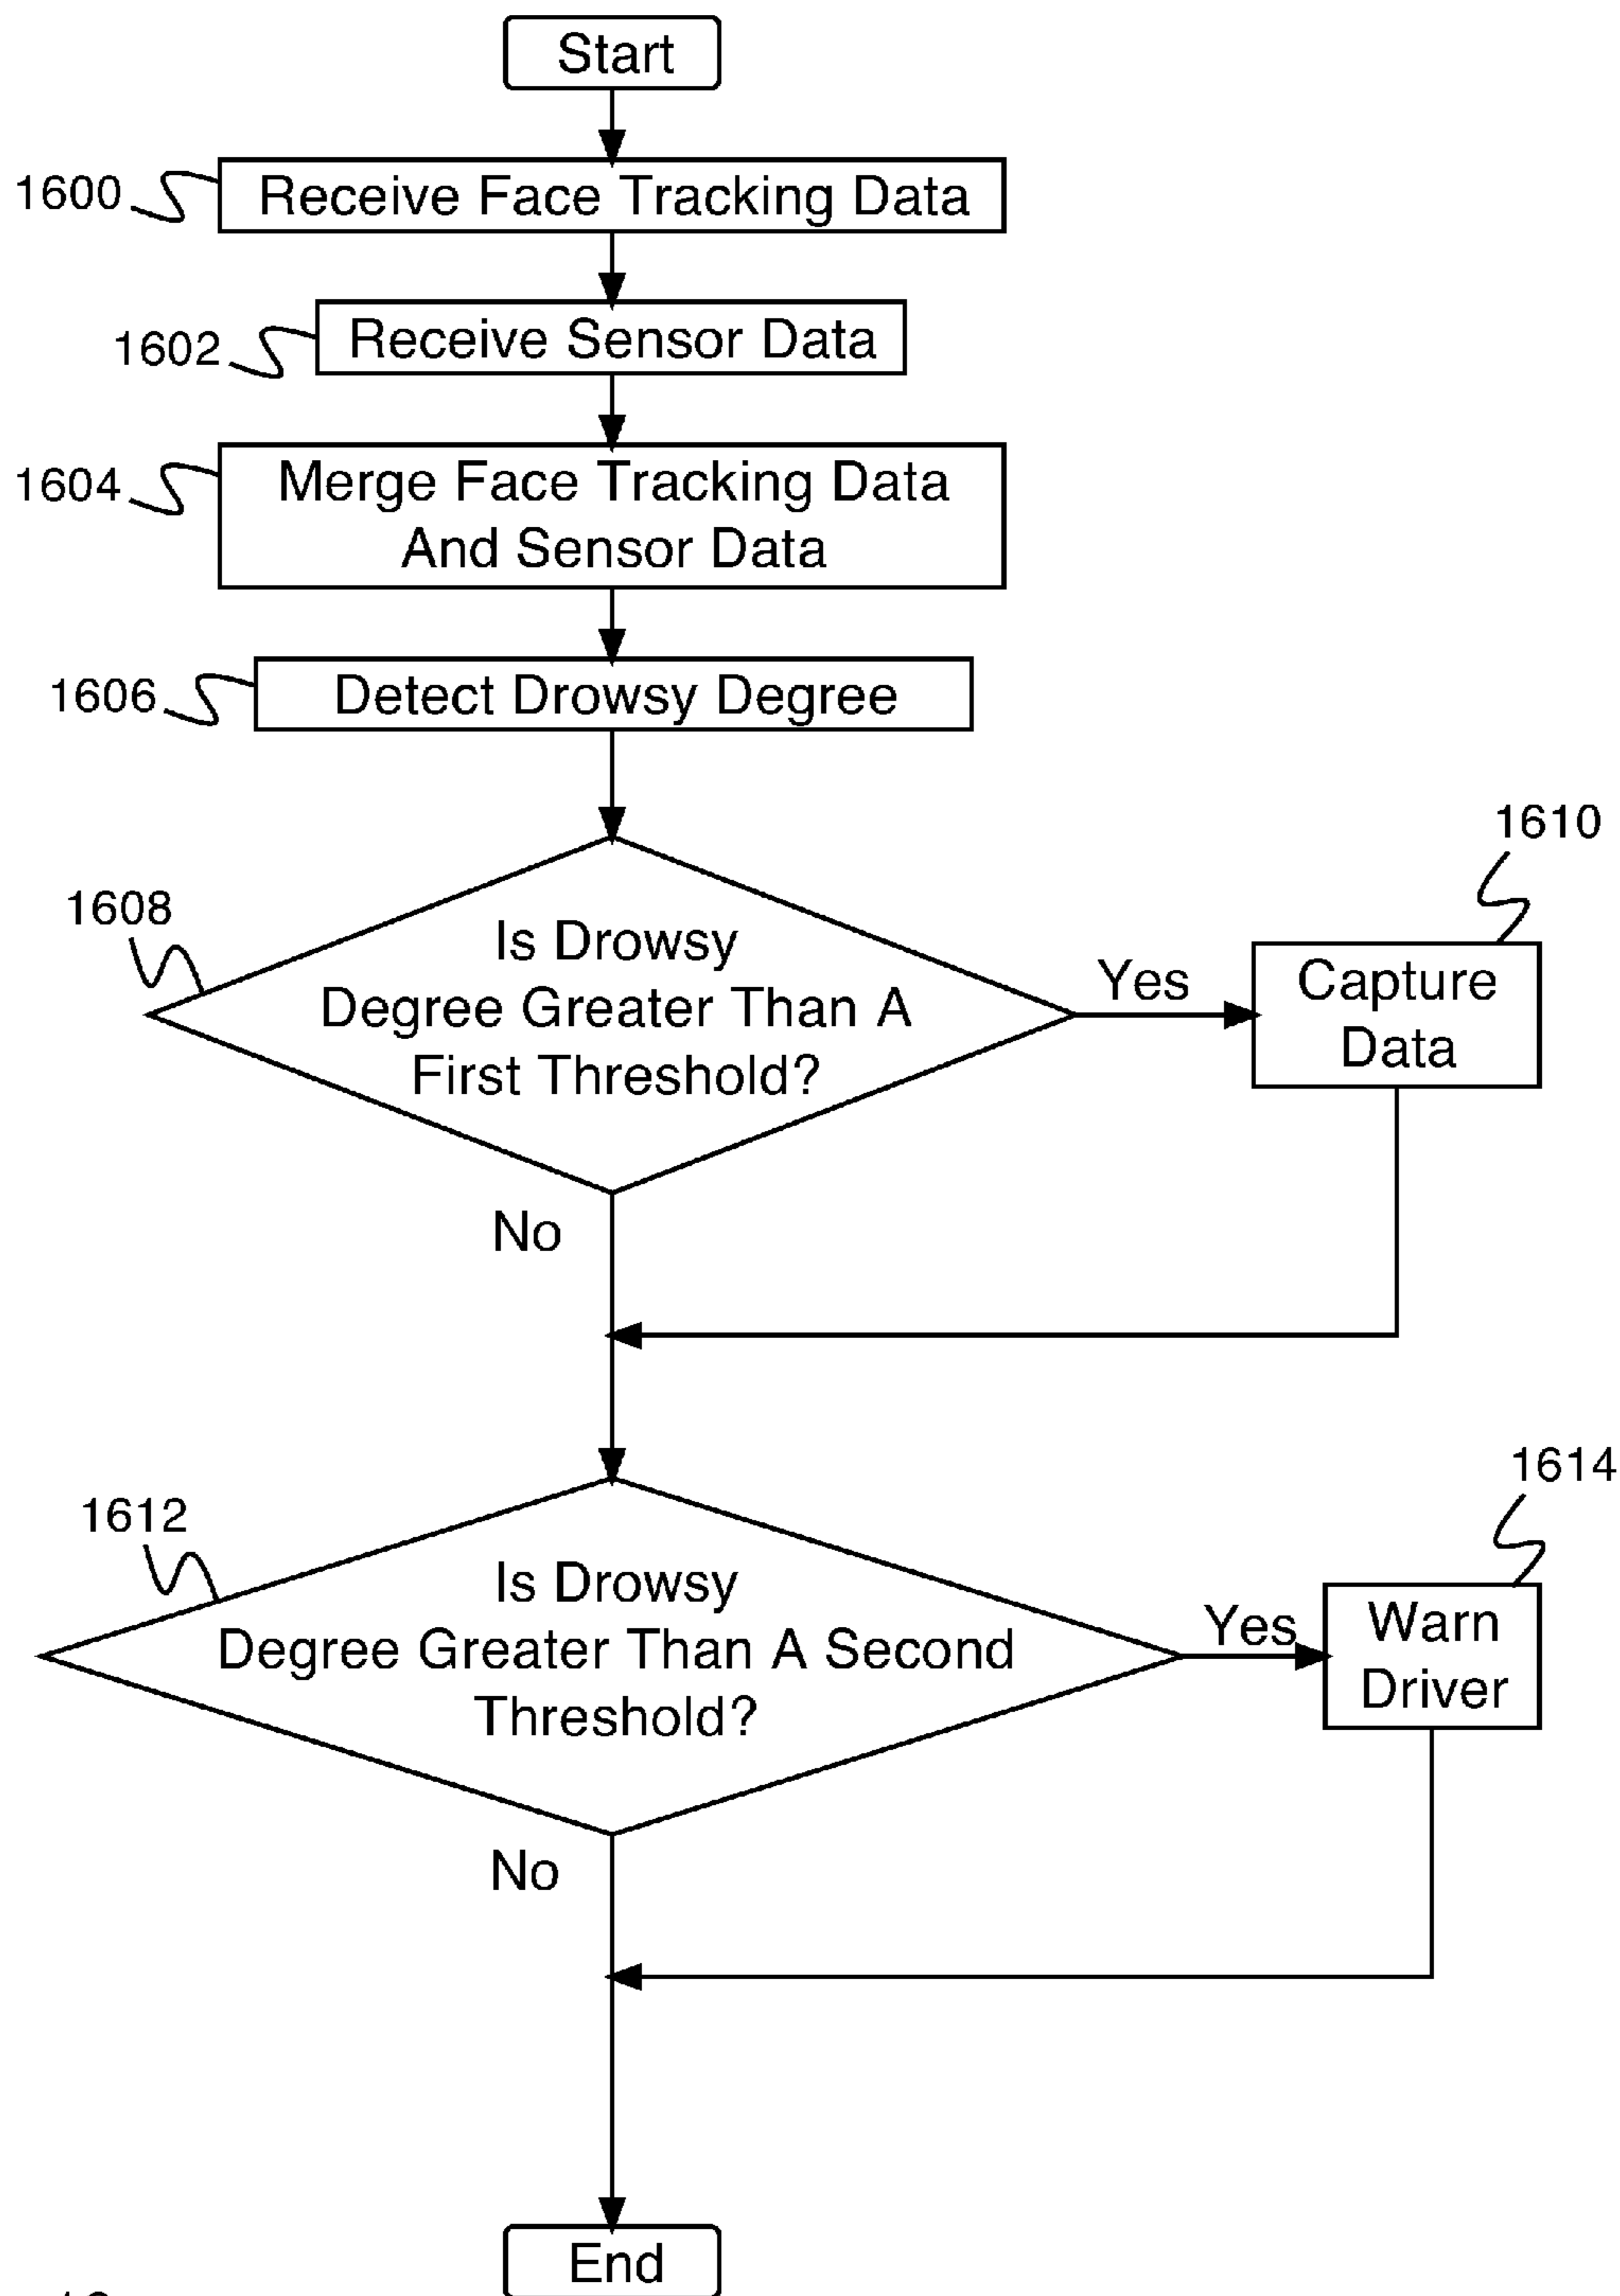 Start
1600
Receive Face Tracking Data
1602
Receive Sensor Data
1604
Merge Face Tracking Data
And Sensor Data
1606
Detect Drowsy Degree
1608
Is Drowsy
Degree Greater Than A
First Threshold?
Yes
1610
Capture
Data
No
1612
Is Drowsy
Degree Greater Than A Second
Threshold?
Yes
1614
Warn
Driver
No
End